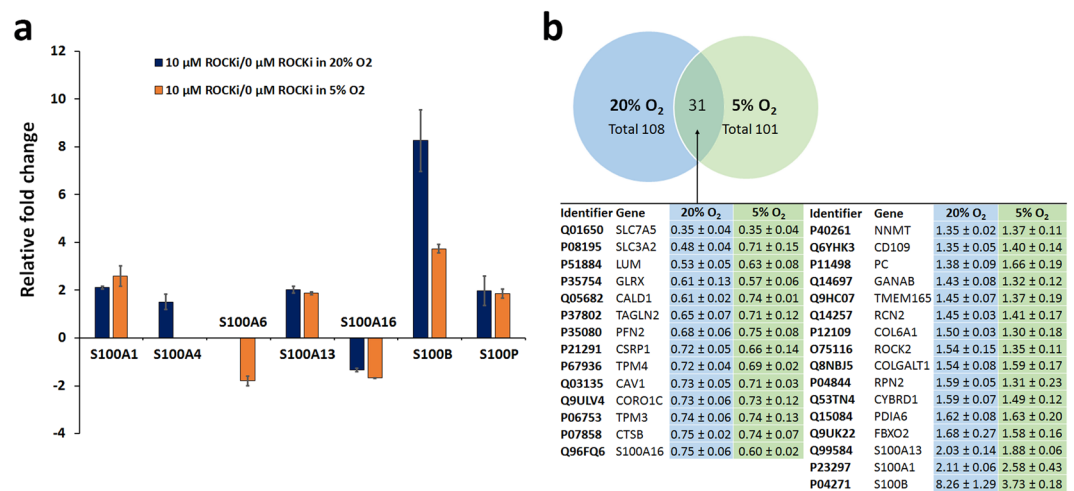 a
12
10
8
6
4
2
0
-2
-4
Relative fold change
10 µM ROCKi/0 µM ROCKi in 20% O2
10 µM ROCKi/0 µM ROCKi in 5% O2
S100A1
S100A4
S100A6
S100A13
S100A16
S100B
S100P
b
20% O₂
Total 108
31
5% O₂
Total 101
Identifier Gene 20% O₂ 5% O₂
Q01650 SLC7A5 0.35 ± 0.04 0.35 ± 0.04
P08195 SLC3A2 0.48 ± 0.04 0.71 ± 0.15
P51884 LUM 0.53 ± 0.05 0.63 ± 0.08
P35754 GLRX 0.61 ± 0.13 0.57 ± 0.06
Q05682 CALD1 0.61 ± 0.02 0.74 ± 0.01
P37802 TAGLN2 0.65 ± 0.07 0.71 ± 0.12
P35080 PFN2 0.68 ± 0.06 0.75 ± 0.08
P21291 CSRP1 0.72 ± 0.05 0.66 ± 0.14
P67936 TPM4 0.72 ± 0.04 0.69 ± 0.02
Q03135 CAV1 0.73 ± 0.05 0.71 ± 0.03
Q9ULV4 CORO1C 0.73 ± 0.06 0.73 ± 0.12
P06753 TPM3 0.74 ± 0.06 0.74 ± 0.13
P07858 CTSB 0.75 ± 0.02 0.74 ± 0.07
Q96FQ6 S100A16 0.75 ± 0.06 0.60 ± 0.02
Identifier Gene 20% O₂ 5% O₂
P40261 NNMT 1.35 ± 0.02 1.37 ± 0.11
Q6YHK3 CD109 1.35 ± 0.05 1.40 ± 0.14
P11498 PC 1.38 ± 0.09 1.66 ± 0.19
Q14697 GANAB 1.43 ± 0.08 1.32 ± 0.12
Q9HC07 TMEM165 1.45 ± 0.07 1.37 ± 0.19
Q14257 RCN2 1.45 ± 0.03 1.41 ± 0.17
P12109 COL6A1 1.50 ± 0.03 1.30 ± 0.18
O75116 ROCK2 1.54 ± 0.15 1.35 ± 0.11
Q8NBJ5 COLGALT1 1.54 ± 0.08 1.59 ± 0.17
P04844 RPN2 1.59 ± 0.05 1.31 ± 0.23
Q53TN4 CYBRD1 1.59 ± 0.07 1.49 ± 0.12
Q15084 PDIA6 1.62 ± 0.08 1.63 ± 0.20
Q9UK22 FBXO2 1.68 ± 0.27 1.58 ± 0.16
Q99584 S100A13 2.03 ± 0.14 1.88 ± 0.06
P23297 S100A1 2.11 ± 0.06 2.58 ± 0.43
P04271 S100B 8.26 ± 1.29 3.73 ± 0.18